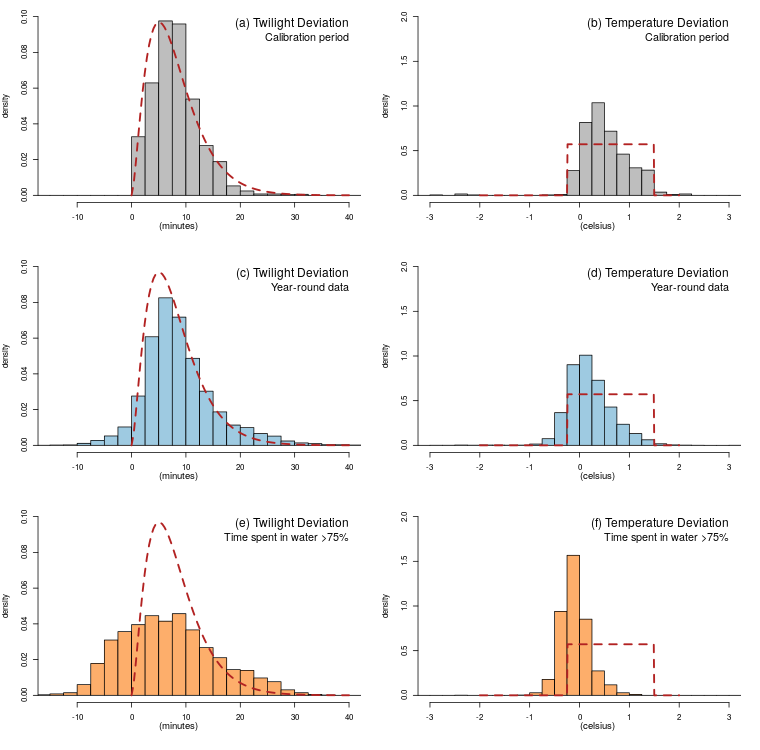 (a) Twilight Deviation
Calibration period
density
0.00 0.02 0.04 0.06 0.08 0.10
-10 0 10 20 30 40
(minutes)
(b) Temperature Deviation
Calibration period
density
0.0 0.5 1.0 1.5 2.0
-3 -2 -1 0 1 2 3
(celsius)
(c) Twilight Deviation
Year-round data
density
0.00 0.02 0.04 0.06 0.08 0.10
-10 0 10 20 30 40
(minutes)
(d) Temperature Deviation
Year-round data
density
0.0 0.5 1.0 1.5 2.0
-3 -2 -1 0 1 2 3
(celsius)
(e) Twilight Deviation
Time spent in water >75%
density
0.00 0.02 0.04 0.06 0.08 0.10
-10 0 10 20 30 40
(minutes)
(f) Temperature Deviation
Time spent in water >75%
density
0.0 0.5 1.0 1.5 2.0
-3 -2 -1 0 1 2 3
(celsius)